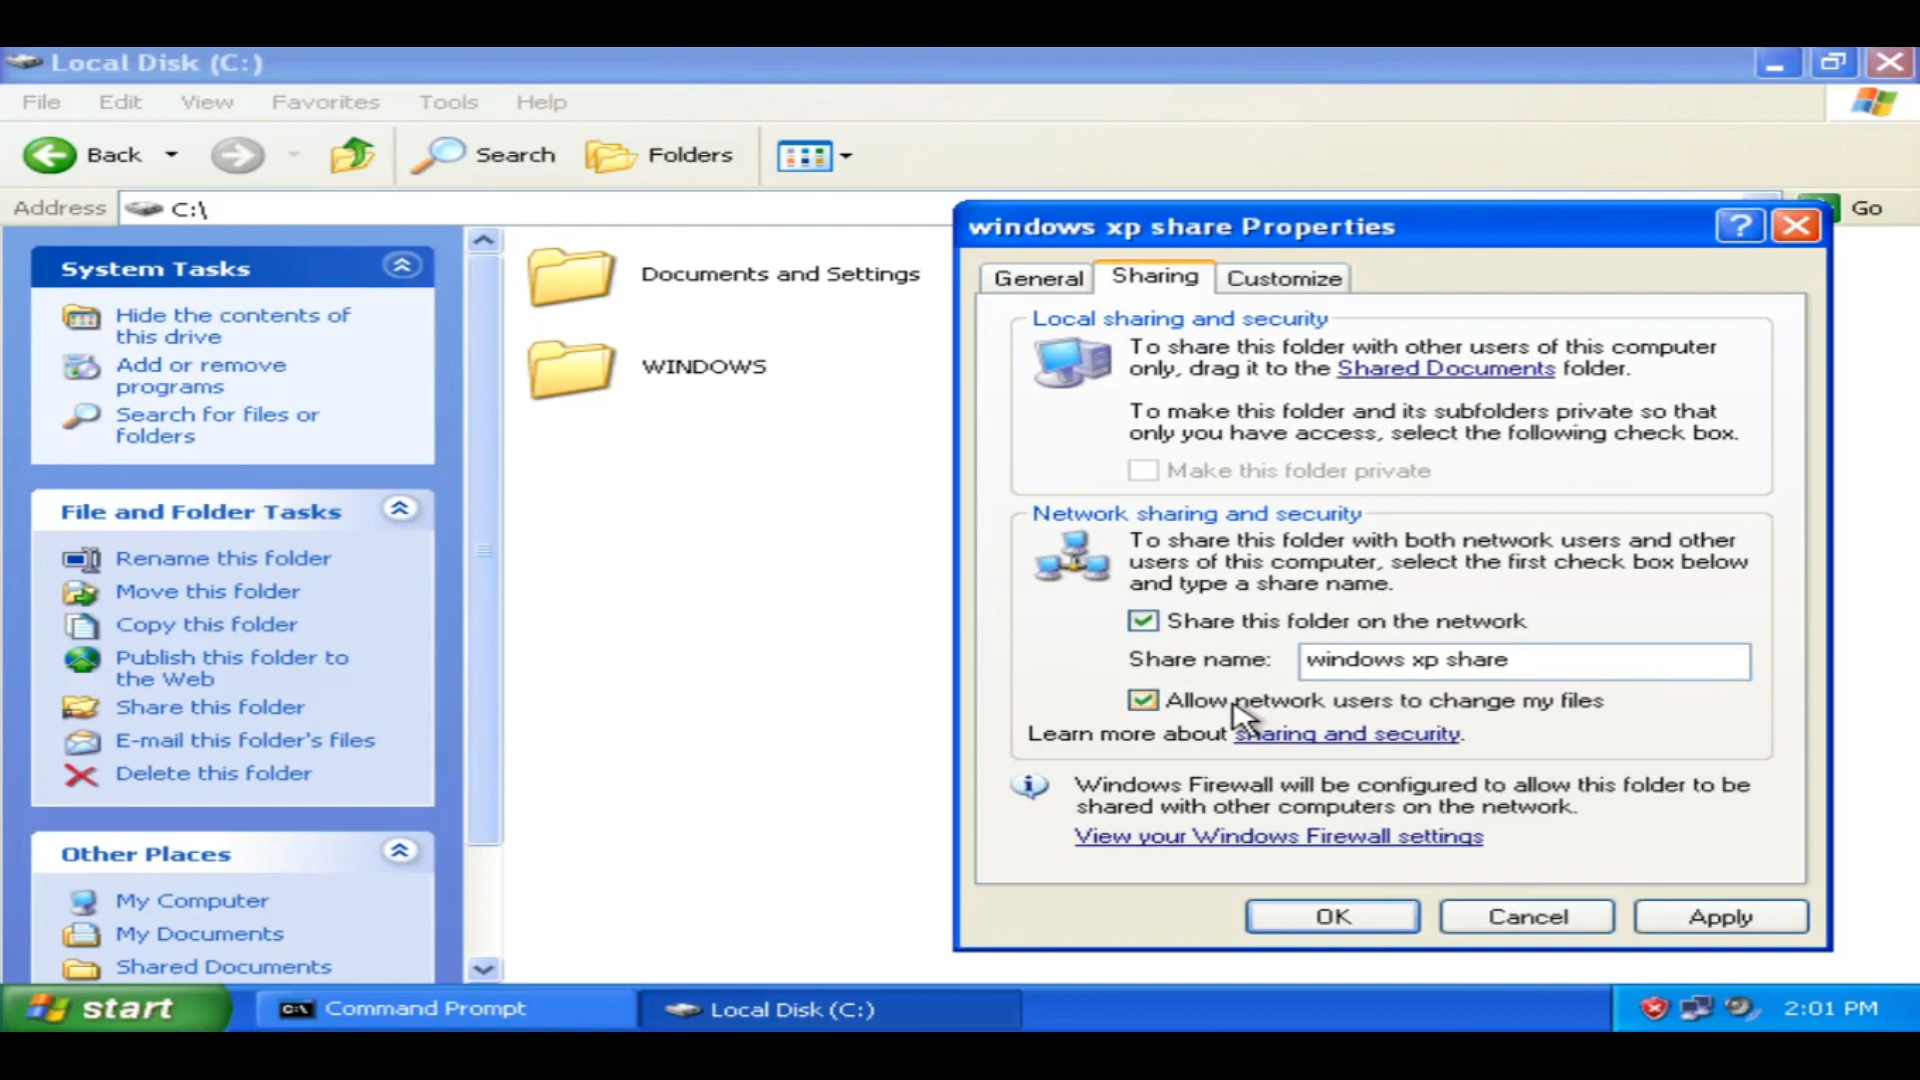 Local Disk (C:)
File Edit View Favorites Tools Help
Back Search Folders
Address C:\ Go
System Tasks
Hide the contents of
this drive
Add or remove
programs
Search for files or
folders
File and Folder Tasks
Rename this folder
Move this folder
Copy this folder
Publish this folder to
the Web
Share this folder
E-mail this folder's files
Delete this folder
Other Places
My Computer
My Documents
Shared Documents
Documents and Settings
WINDOWS
windows xp share Properties
General Sharing Customize
Local sharing and security
To share this folder with other users of this computer
only, drag it to the Shared Documents folder.
To make this folder and its subfolders private so that
only you have access, select the following check box.
Make this folder private
Network sharing and security
To share this folder with both network users and other
users of this computer, select the first check box below
and type a share name.
Share this folder on the network
Share name: windows xp share
Allow network users to change my files
Learn more about sharing and security.
Windows Firewall will be configured to allow this folder to be
shared with other computers on the network.
View your Windows Firewall settings
OK Cancel Apply
start C:\ Command Prompt Local Disk (C:) 2:01 PM